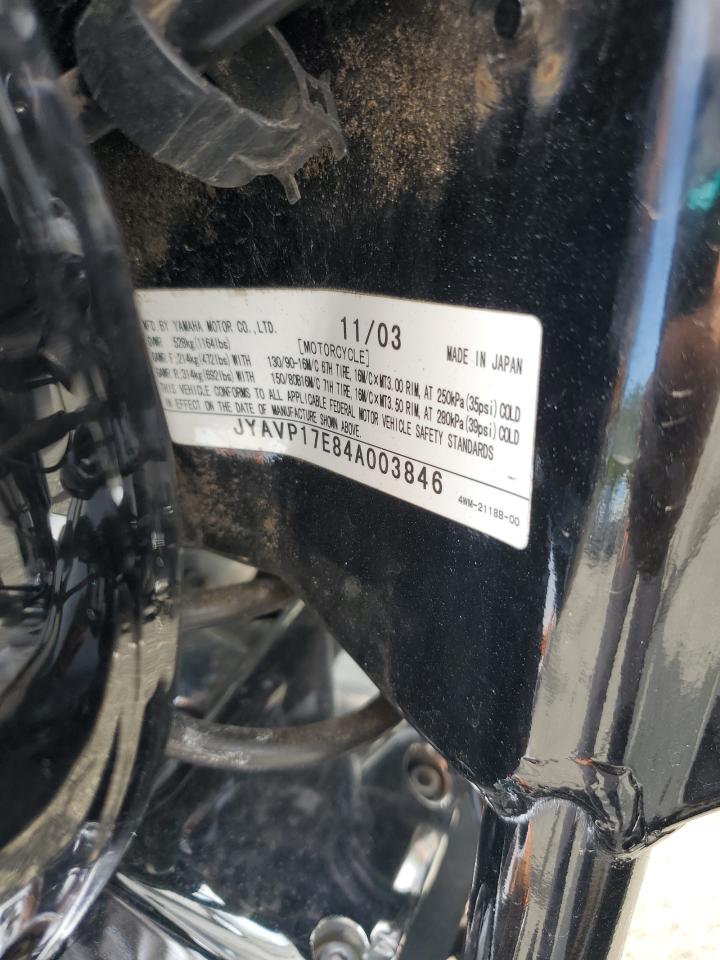 MFD. BY YAMAHA MOTOR CO., LTD. 11/03
GVWR 528kg(1164lbs) [MOTORCYCLE] MADE IN JAPAN
GAWR F:214kg(472lbs) WITH 130/90-16M/C 67H TIRE, 16M/C×MT3.00 RIM, AT 250kPa(35psi)COLD
GAWR R:314kg(692lbs) WITH 150/80B16M/C 71H TIRE, 16M/C×MT3.50 RIM, AT 280kPa(39psi)COLD
THIS VEHICLE CONFORMS TO ALL APPLICABLE FEDERAL MOTOR VEHICLE SAFETY STANDARDS
IN EFFECT ON THE DATE OF MANUFACTURE SHOWN ABOVE.
JYAVP17E84A003846
4WM-2118B-00